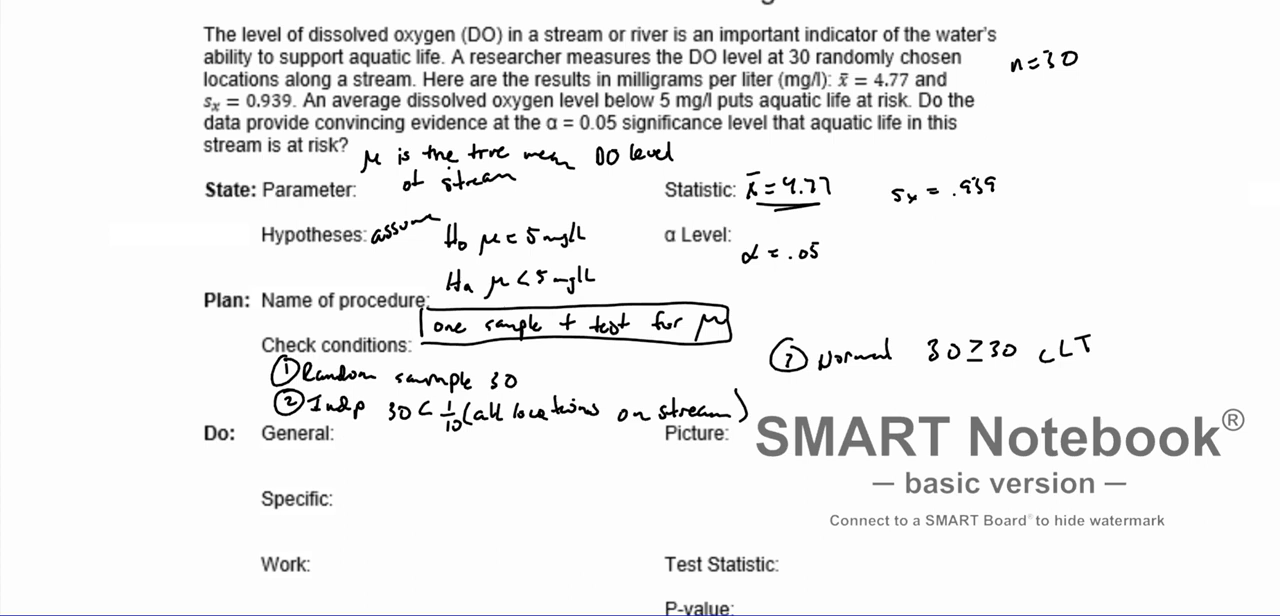 The level of dissolved oxygen (DO) in a stream or river is an important indicator of the water's
ability to support aquatic life. A researcher measures the DO level at 30 randomly chosen
n=30
locations along a stream. Here are the results in milligrams per liter (mg/l): x̄ = 4.77 and
sₓ = 0.939. An average dissolved oxygen level below 5 mg/l puts aquatic life at risk. Do the
data provide convincing evidence at the α = 0.05 significance level that aquatic life in this
stream is at risk?
μ is the true mean DO level
of stream
State: Parameter:
Statistic: x̄ = 4.77
sₓ = .939
Hypotheses: assume H₀ μ = 5 mg/L
α Level:
α = .05
Hₐ μ < 5 mg/L
Plan: Name of procedure:
one sample t test for μ
Check conditions:
① Random sample 30
② Indp 30 < 1/10 (all locations on stream)
③ Normal 30 ≥ 30 CLT
Do: General:
Picture:
SMART Notebook®
— basic version —
Connect to a SMART Board® to hide watermark
Specific:
Work:
Test Statistic:
P-value: